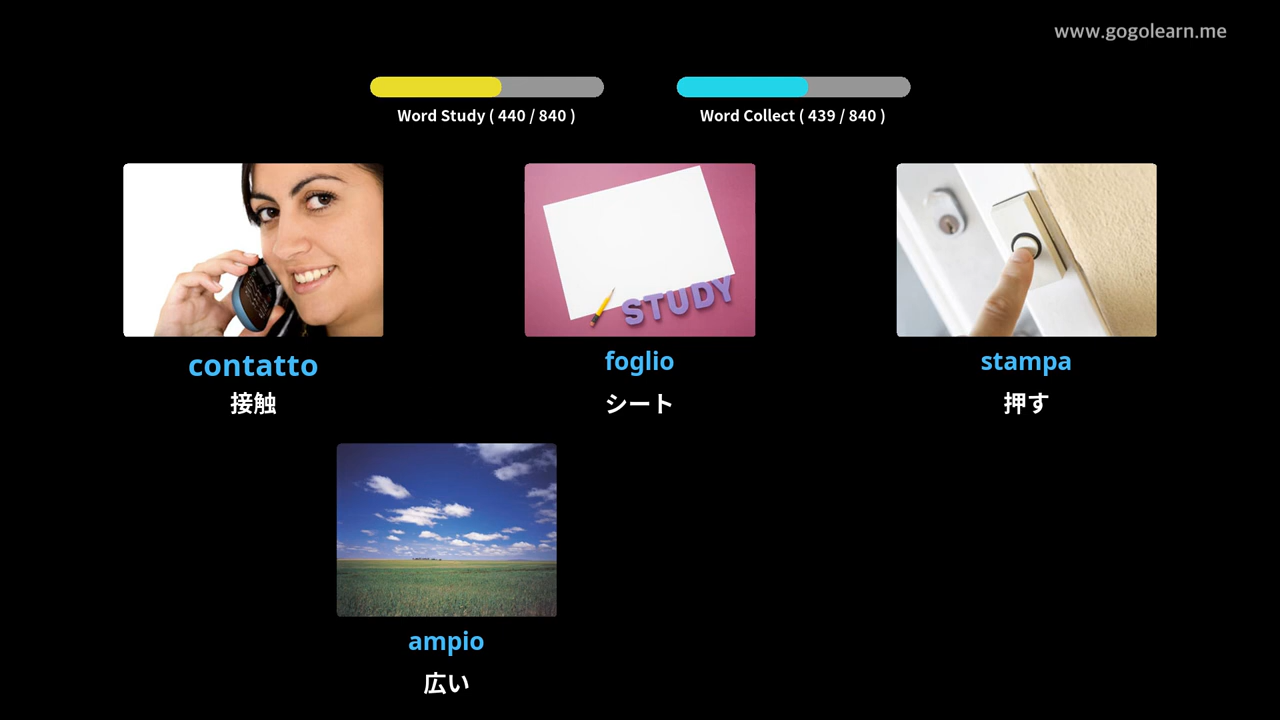 www.gogolearn.me
Word Study ( 440 / 840 )
Word Collect ( 439 / 840 )
STUDY
contatto
接触
foglio
シート
stampa
押す
ampio
広い